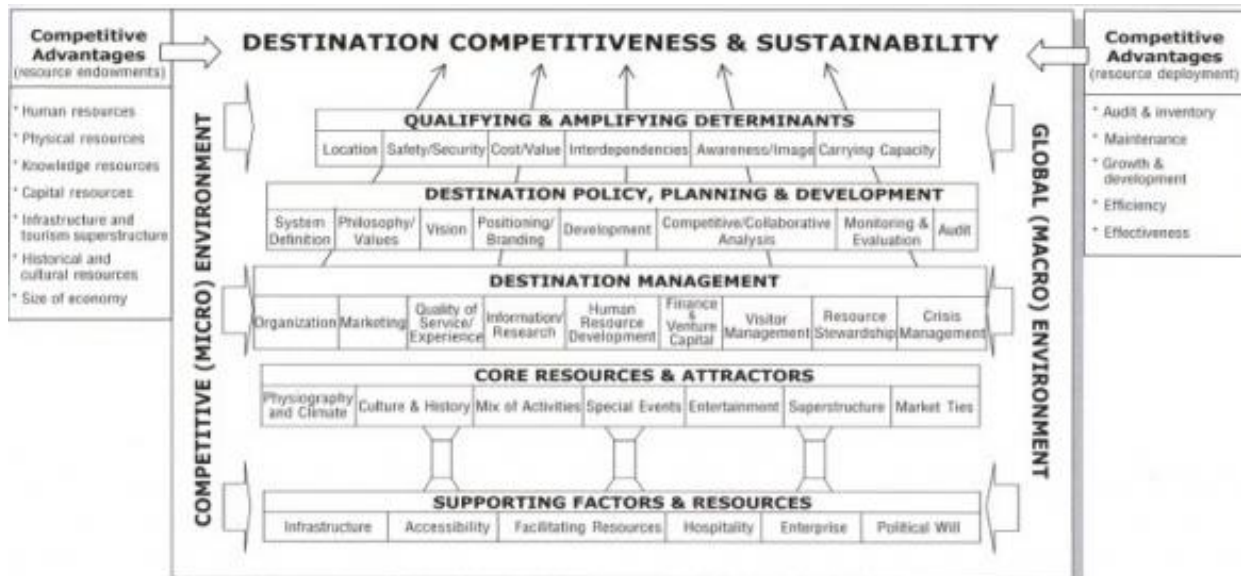 Competitive
Advantages
(resource endowments)
* Human resources
* Physical resources
* Knowledge resources
* Capital resources
* Infrastructure and
tourism superstructure
* Historical and
cultural resources
* Size of economy
COMPETITIVE (MICRO) ENVIRONMENT
DESTINATION COMPETITIVENESS & SUSTAINABILITY
QUALIFYING & AMPLIFYING DETERMINANTS
Location Safety/Security Cost/Value Interdependencies Awareness/Image Carrying Capacity
DESTINATION POLICY, PLANNING & DEVELOPMENT
System
Definition
Philosophy/
Values
Vision
Positioning/
Branding
Development
Competitive/Collaborative
Analysis
Monitoring &
Evaluation
Audit
DESTINATION MANAGEMENT
Organization
Marketing
Quality of
Service/
Experience
Information/
Research
Human
Resource
Development
Finance
&
Venture
Capital
Visitor
Management
Resource
Stewardship
Crisis
Management
CORE RESOURCES & ATTRACTORS
Physiography
and Climate
Culture & History
Mix of Activities
Special Events
Entertainment
Superstructure
Market Ties
SUPPORTING FACTORS & RESOURCES
Infrastructure Accessibility Facilitating Resources Hospitality Enterprise Political Will
GLOBAL (MACRO) ENVIRONMENT
Competitive
Advantages
(resource deployment)
* Audit & inventory
* Maintenance
* Growth &
development
* Efficiency
* Effectiveness